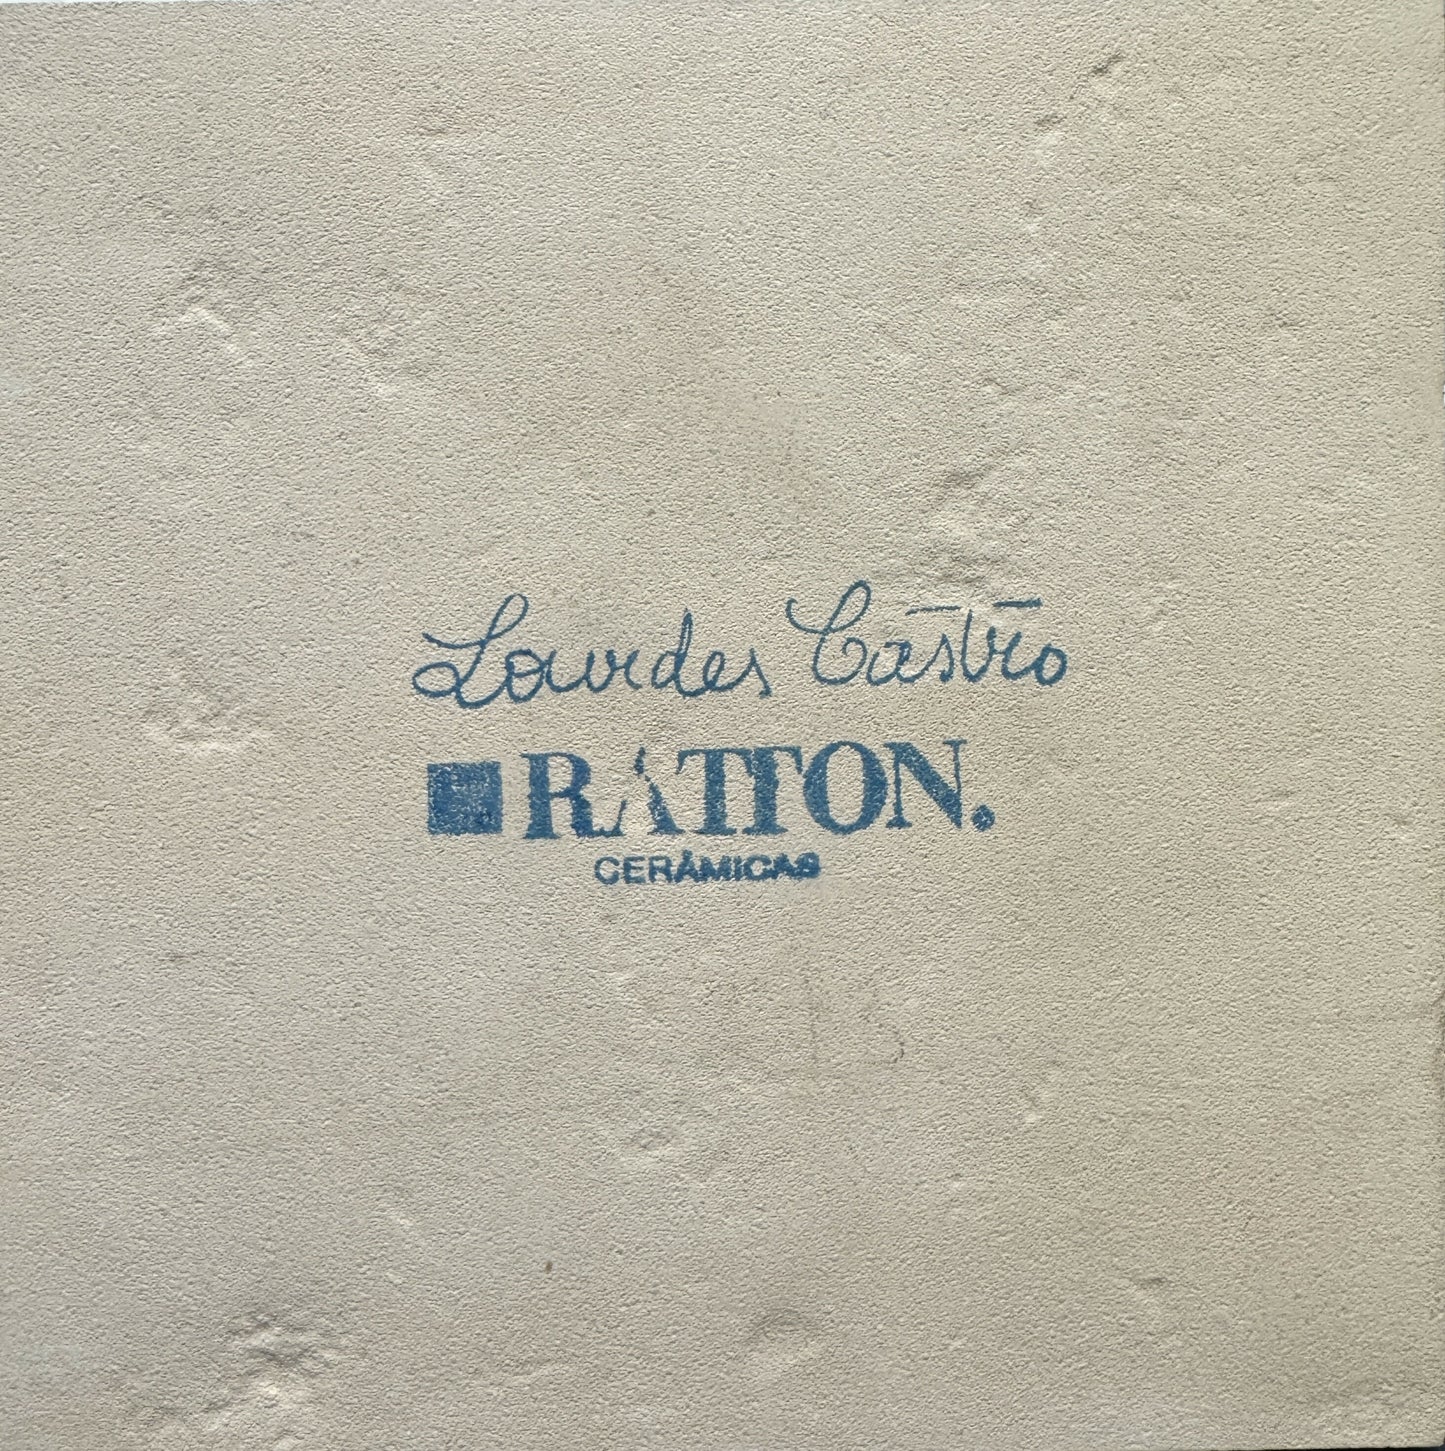 Lourdes Castro
RATTON.
CERÂMICAS